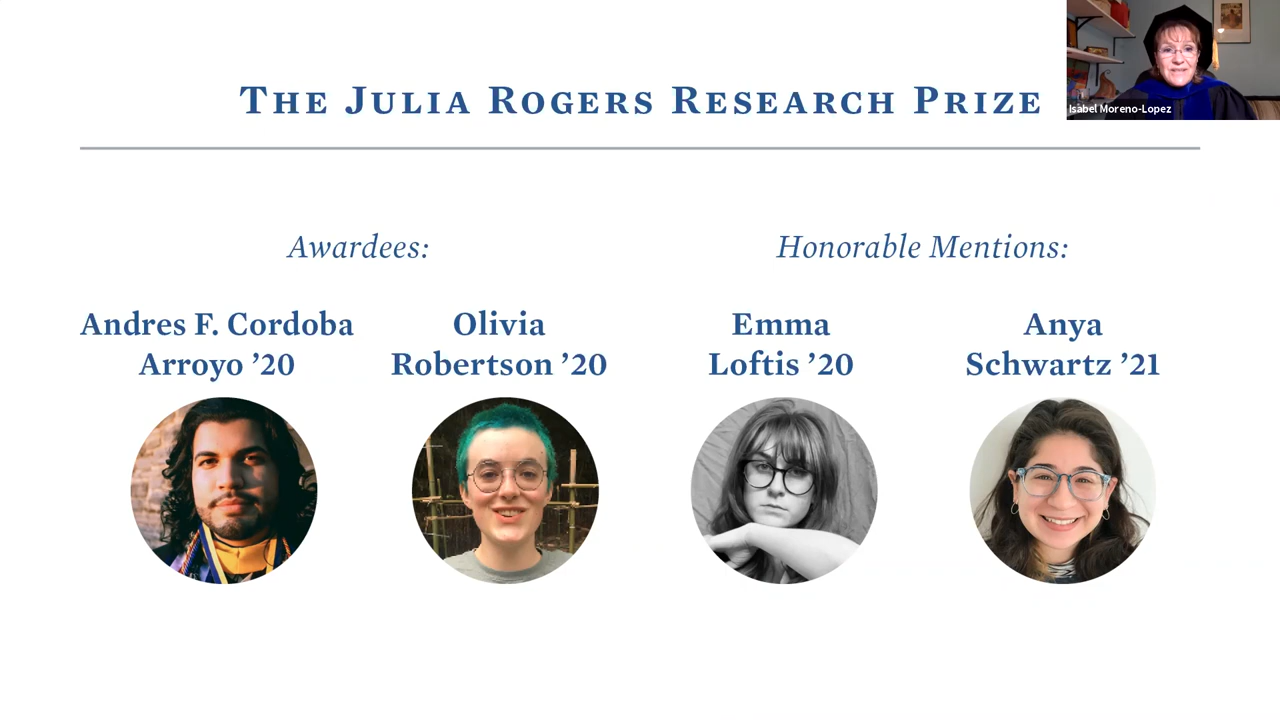 The Julia Rogers Research Prize
Isabel Moreno-Lopez
Awardees:
Honorable Mentions:
Andres F. Cordoba
Arroyo ’20
Olivia
Robertson ’20
Emma
Loftis ’20
Anya
Schwartz ’21